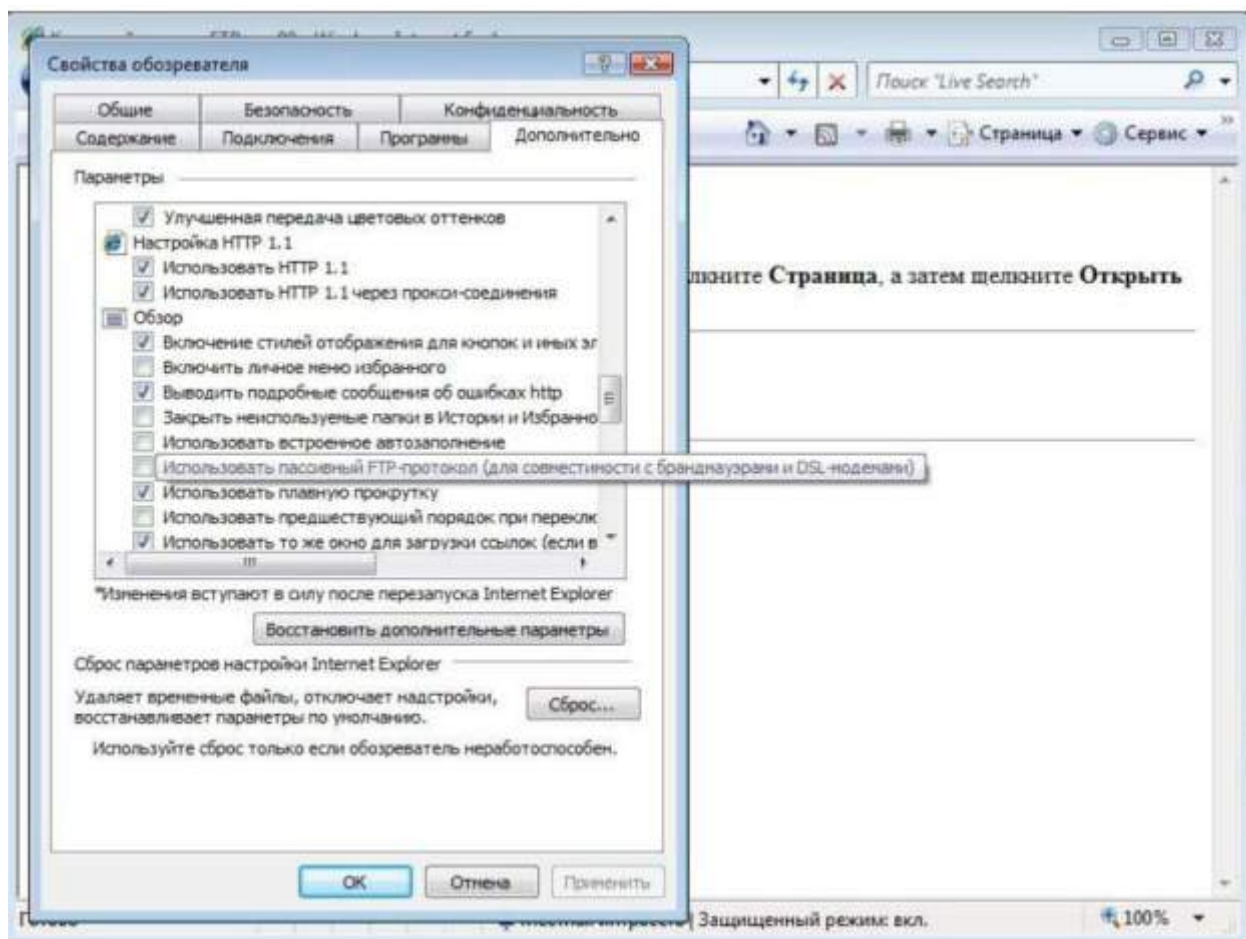 Свойства обозревателя
Поиск "Live Search"
Общие Безопасность Конфиденциальность
Содержание Подключения Программы Дополнительно
Страница Сервис
Параметры
Улучшенная передача цветовых оттенков
Настройка HTTP 1.1
Использовать HTTP 1.1
Использовать HTTP 1.1 через прокси-соединения
лкните Страница, а затем щелкните Открыть
Обзор
Включение стилей отображения для кнопок и иных эл
Включить личное меню избранного
Выводить подробные сообщения об ошибках http
Закрыть неиспользуемые папки в Истории и Избранно
Использовать встроенное автозаполнение
Использовать пассивный FTP-протокол (для совместимости с брандмауэрами и DSL-модемами)
Использовать плавную прокрутку
Использовать предшествующий порядок при переклю
Использовать то же окно для загрузки ссылок (если в
*Изменения вступают в силу после перезапуска Internet Explorer
Восстановить дополнительные параметры
Сброс параметров настройки Internet Explorer
Удаляет временные файлы, отключает надстройки,
восстанавливает параметры по умолчанию.
Сброс...
Используйте сброс только если обозреватель неработоспособен.
OK Отмена Применить
Защищенный режим: вкл. 100%